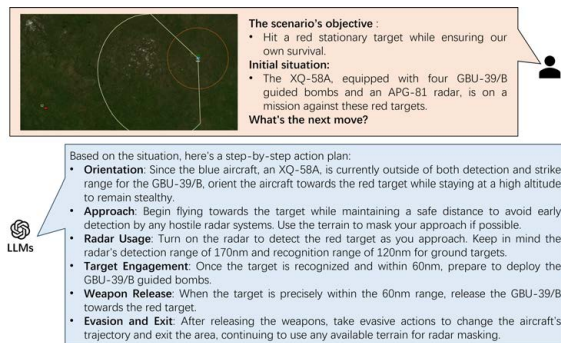 The scenario's objective :
• Hit a red stationary target while ensuring our
own survival.
Initial situation:
• The XQ-58A, equipped with four GBU-39/B
guided bombs and an APG-81 radar, is on a
mission against these red targets.
What's the next move?
Based on the situation, here's a step-by-step action plan:
• Orientation: Since the blue aircraft, an XQ-58A, is currently outside of both detection and strike
range for the GBU-39/B, orient the aircraft towards the red target while staying at a high altitude
to remain stealthy.
• Approach: Begin flying towards the target while maintaining a safe distance to avoid early
detection by any hostile radar systems. Use the terrain to mask your approach if possible.
• Radar Usage: Turn on the radar to detect the red target as you approach. Keep in mind the
radar's detection range of 170nm and recognition range of 120nm for ground targets.
• Target Engagement: Once the target is recognized and within 60nm, prepare to deploy the
GBU-39/B guided bombs.
• Weapon Release: When the target is precisely within the 60nm range, release the GBU-39/B
towards the red target.
• Evasion and Exit: After releasing the weapons, take evasive actions to change the aircraft's
trajectory and exit the area, continuing to use any available terrain for radar masking.
LLMs